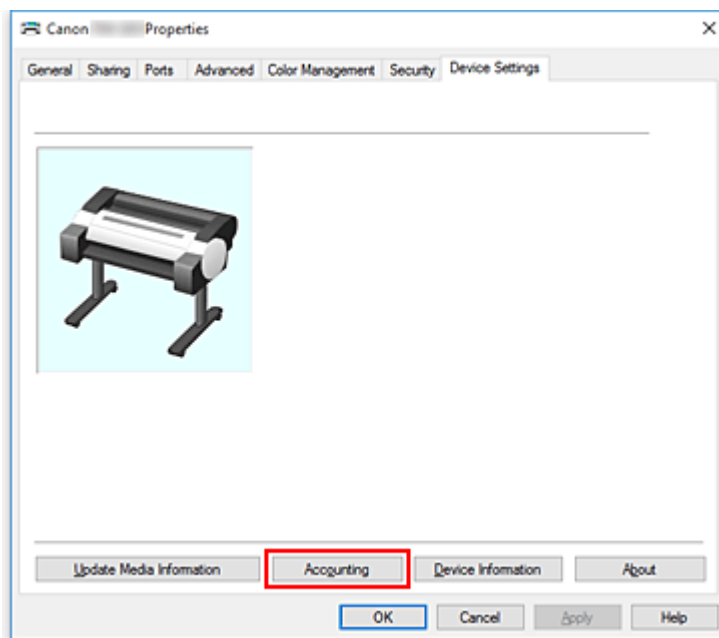 Canon Properties
General Sharing Ports Advanced Color Management Security Device Settings
Update Media Information Accounting Device Information About
OK Cancel Apply Help